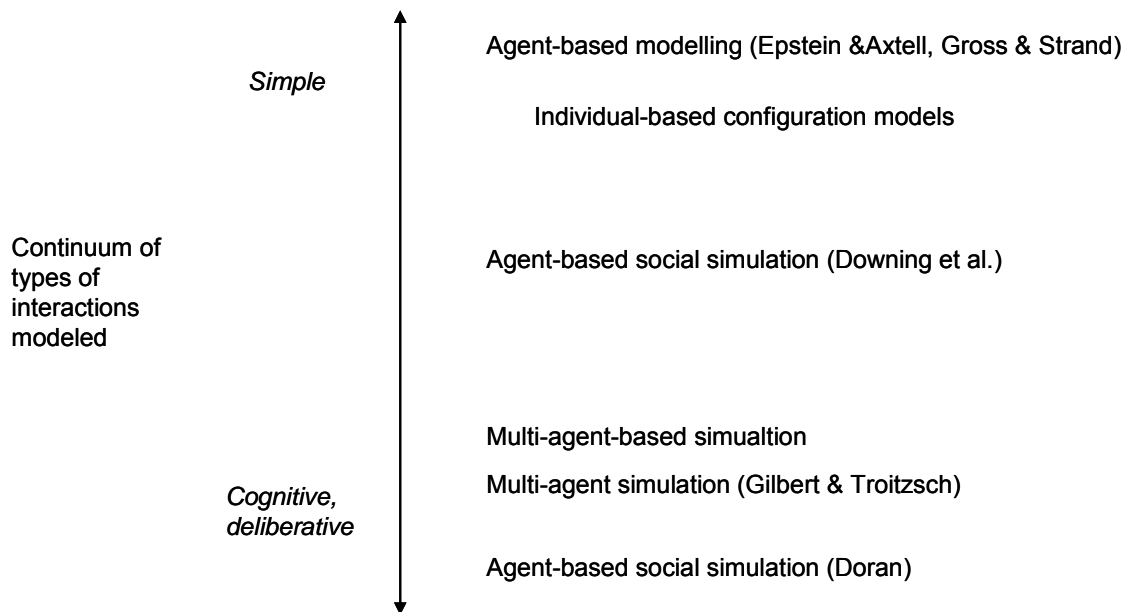 Agent-based modelling (Epstein &Axtell, Gross & Strand)
Simple
Individual-based configuration models
Continuum of
types of
interactions
modeled
Agent-based social simulation (Downing et al.)
Multi-agent-based simualtion
Multi-agent simulation (Gilbert & Troitzsch)
Cognitive,
deliberative
Agent-based social simulation (Doran)